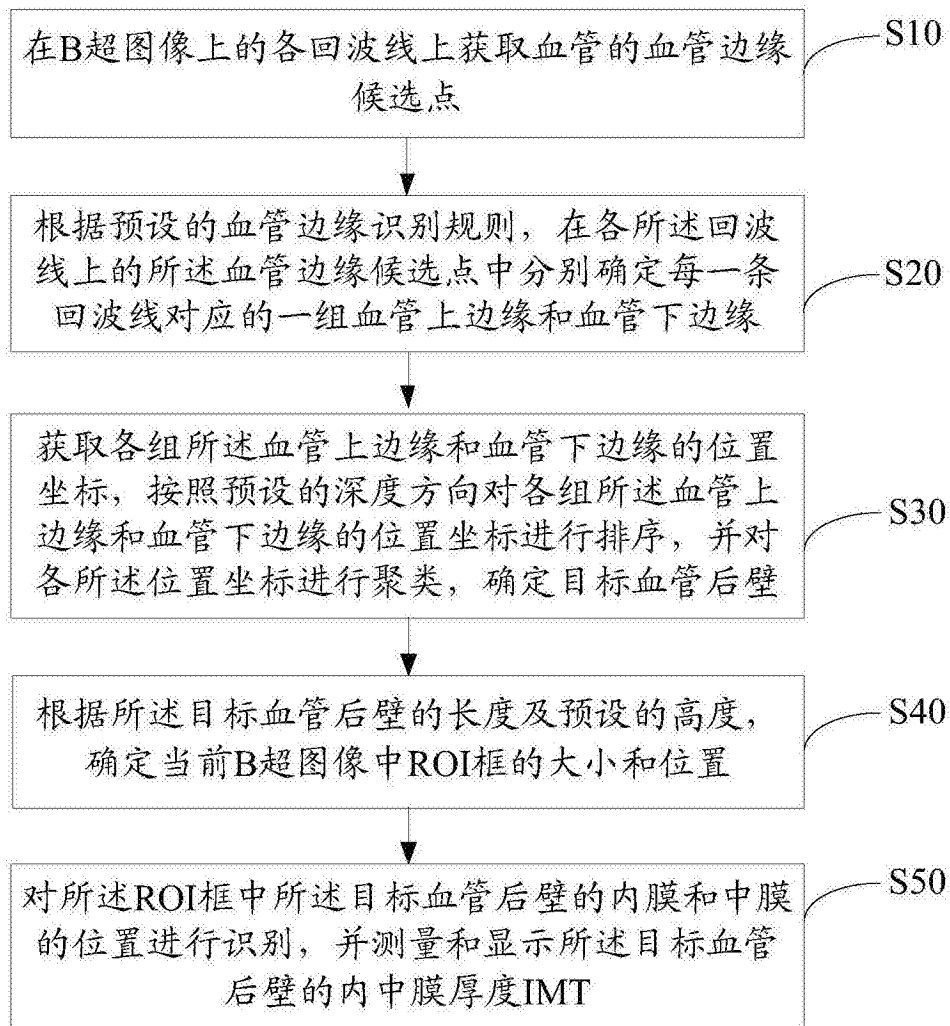 在B超图像上的各回波线上获取血管的血管边缘
候选点
S10
根据预设的血管边缘识别规则，在各所述回波
线上的所述血管边缘候选点中分别确定每一条
回波线对应的一组血管上边缘和血管下边缘
S20
获取各组所述血管上边缘和血管下边缘的位置
坐标，按照预设的深度方向对各组所述血管上
边缘和血管下边缘的位置坐标进行排序，并对
各所述位置坐标进行聚类，确定目标血管后壁
S30
根据所述目标血管后壁的长度及预设的高度，
确定当前B超图像中ROI框的大小和位置
S40
对所述ROI框中所述目标血管后壁的内膜和中膜
的位置进行识别，并测量和显示所述目标血管
后壁的内中膜厚度IMT
S50